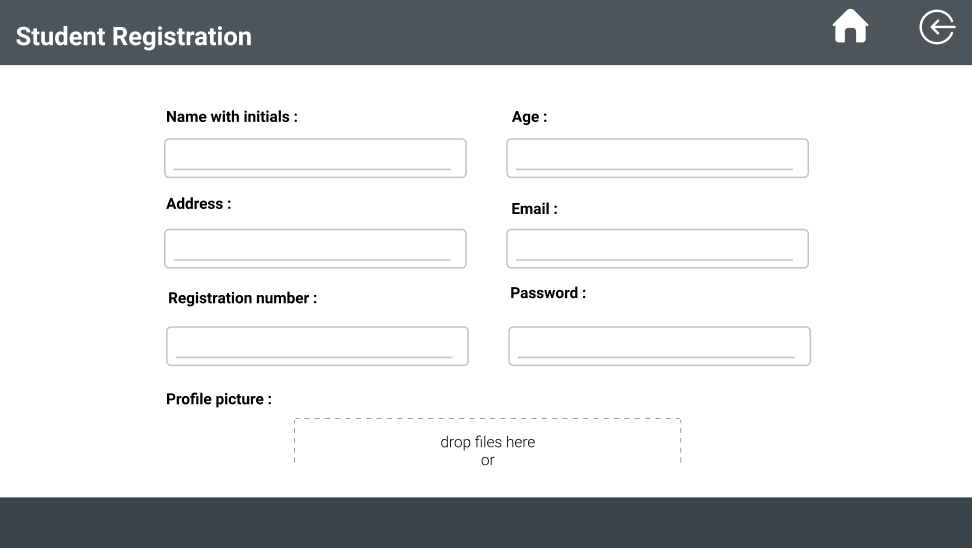 Student Registration
Name with initials :
Age :
Address :
Email :
Registration number :
Password :
Profile picture :
drop files here
or